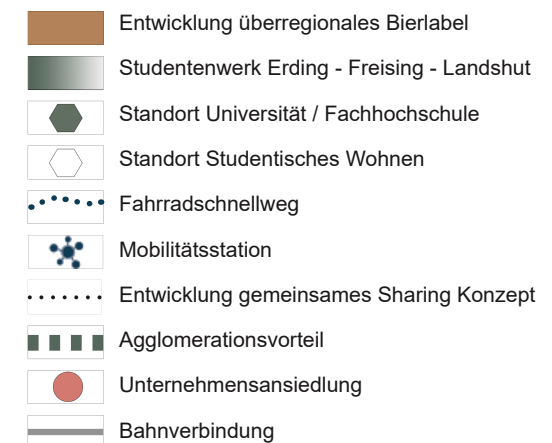 Entwicklung überregionales Bierlabel
Studentenwerk Erding - Freising - Landshut
Standort Universität / Fachhochschule
Standort Studentisches Wohnen
Fahrradschnellweg
Mobilitätsstation
Entwicklung gemeinsames Sharing Konzept
Agglomerationsvorteil
Unternehmensansiedlung
Bahnverbindung